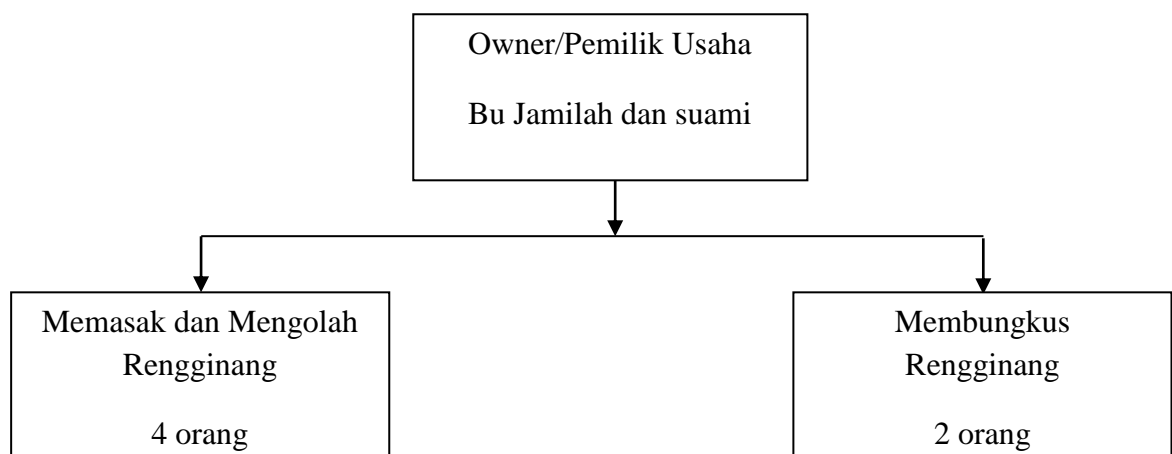 Owner/Pemilik Usaha
Bu Jamilah dan suami
Memasak dan Mengolah
Rengginang
4 orang
Membungkus
Rengginang
2 orang